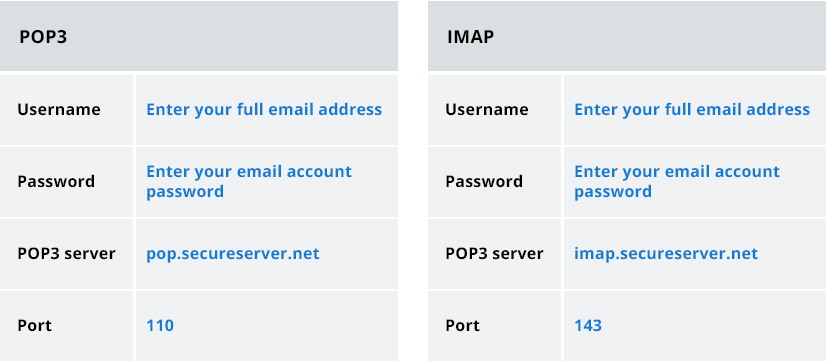 POP3
Username
Enter your full email address
Password
Enter your email account
password
POP3 server
pop.secureserver.net
Port
110
IMAP
Username
Enter your full email address
Password
Enter your email account
password
POP3 server
imap.secureserver.net
Port
143